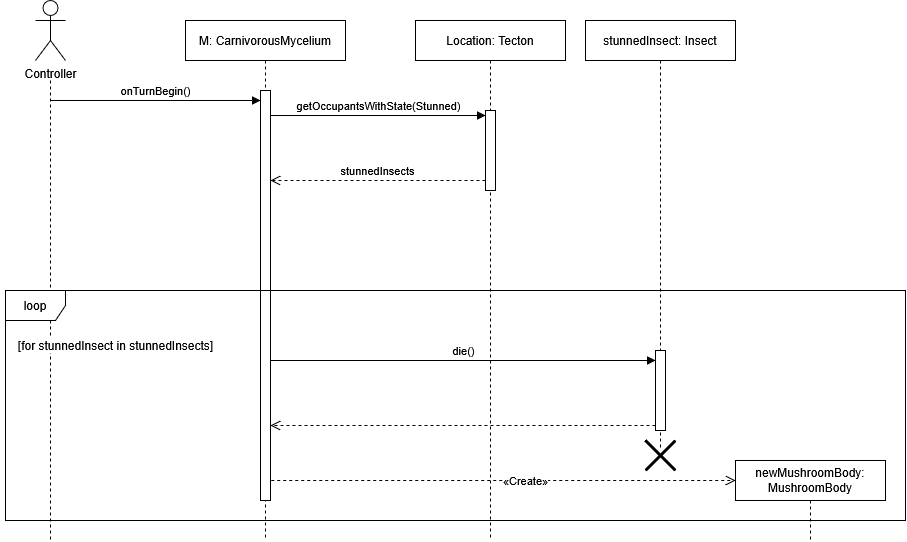 M: CarnivorousMycelium
Location: Tecton
stunnedInsect: Insect
Controller
onTurnBegin()
getOccupantsWithState(Stunned)
stunnedInsects
loop
[for stunnedInsect in stunnedInsects]
die()
newMushroomBody:
MushroomBody
«Create»